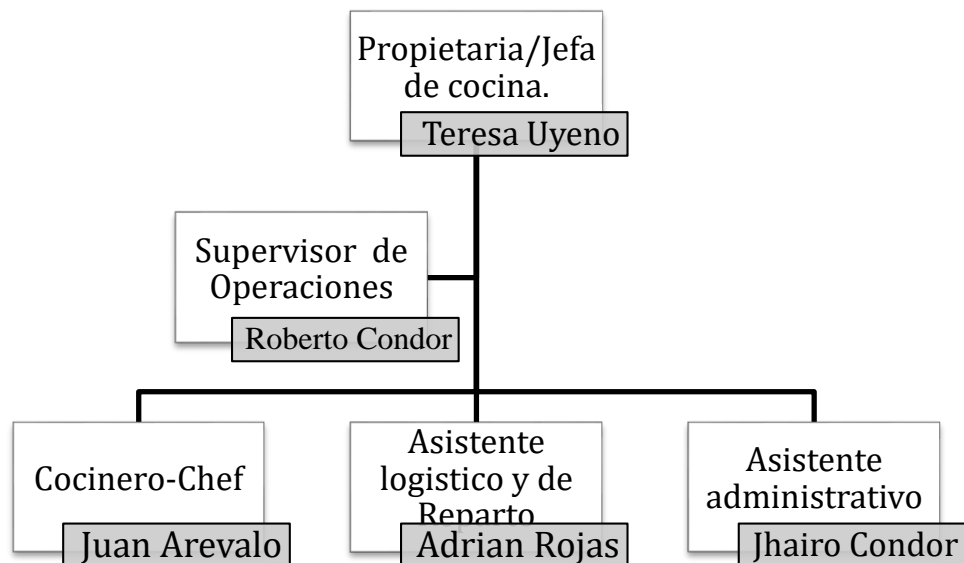 Propietaria/Jefa
de cocina.
Teresa Uyeno
Supervisor de
Operaciones
Roberto Condor
Cocinero-Chef
Juan Arevalo
Asistente
logistico y de
Reparto
Adrian Rojas
Asistente
administrativo
Jhairo Condor